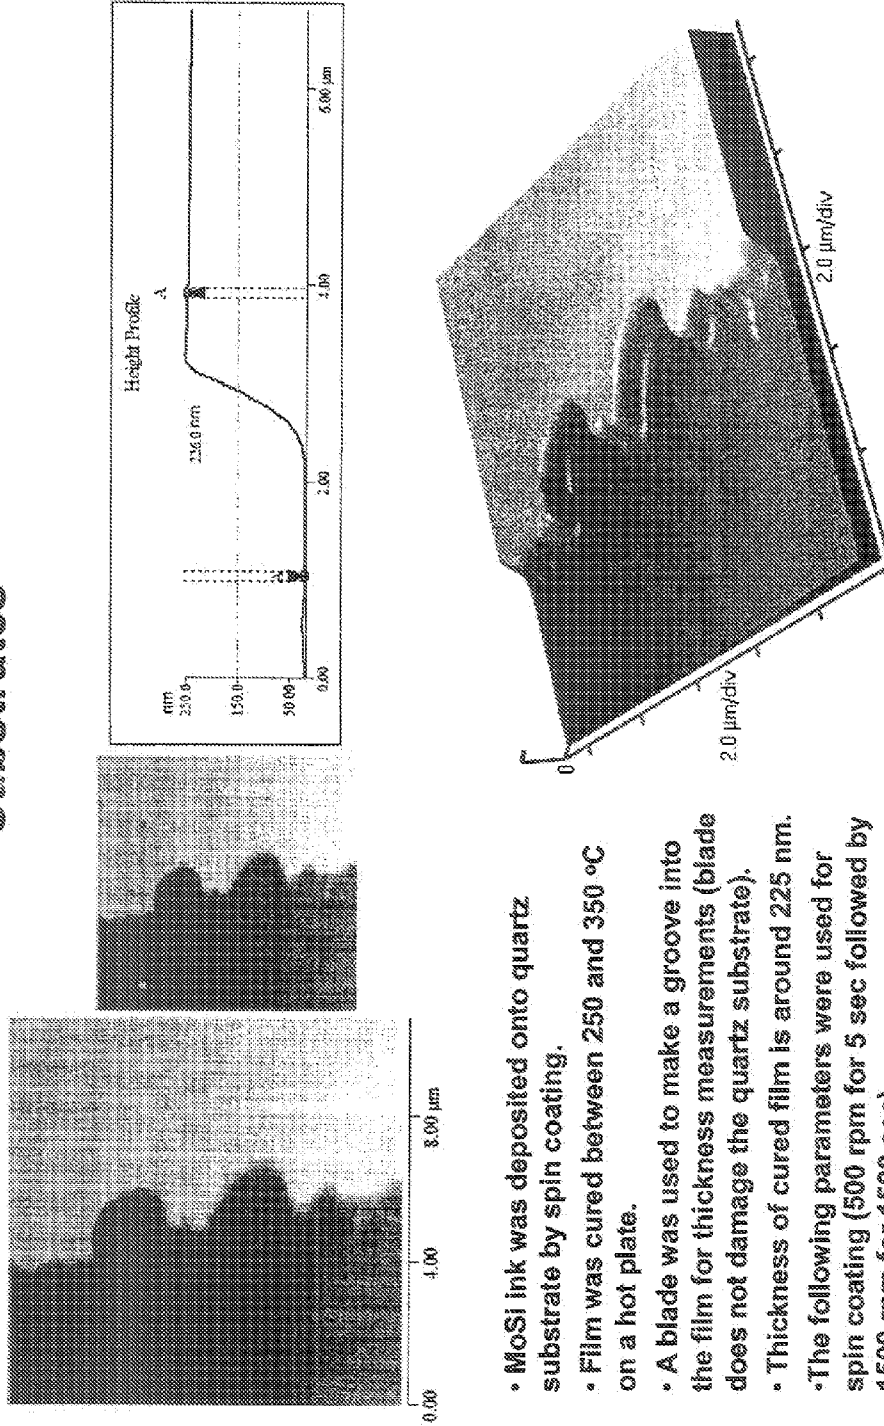 0.00
4.00
8.00 µm
Height Profile
A
nm
250.0
150.0
50.00
nm
A
0.00
2.00
4.00
6.00 µm
• MoSi ink was deposited onto quartz
substrate by spin coating.
• Film was cured between 250 and 350 ºC
on a hot plate.
• A blade was used to make a groove into
the film for thickness measurements (blade
does not damage the quartz substrate).
• Thickness of cured film is around 225 nm.
•The following parameters were used for
spin coating (500 rpm for 5 sec followed by
0
2.0 µm/div
2.0 µm/div